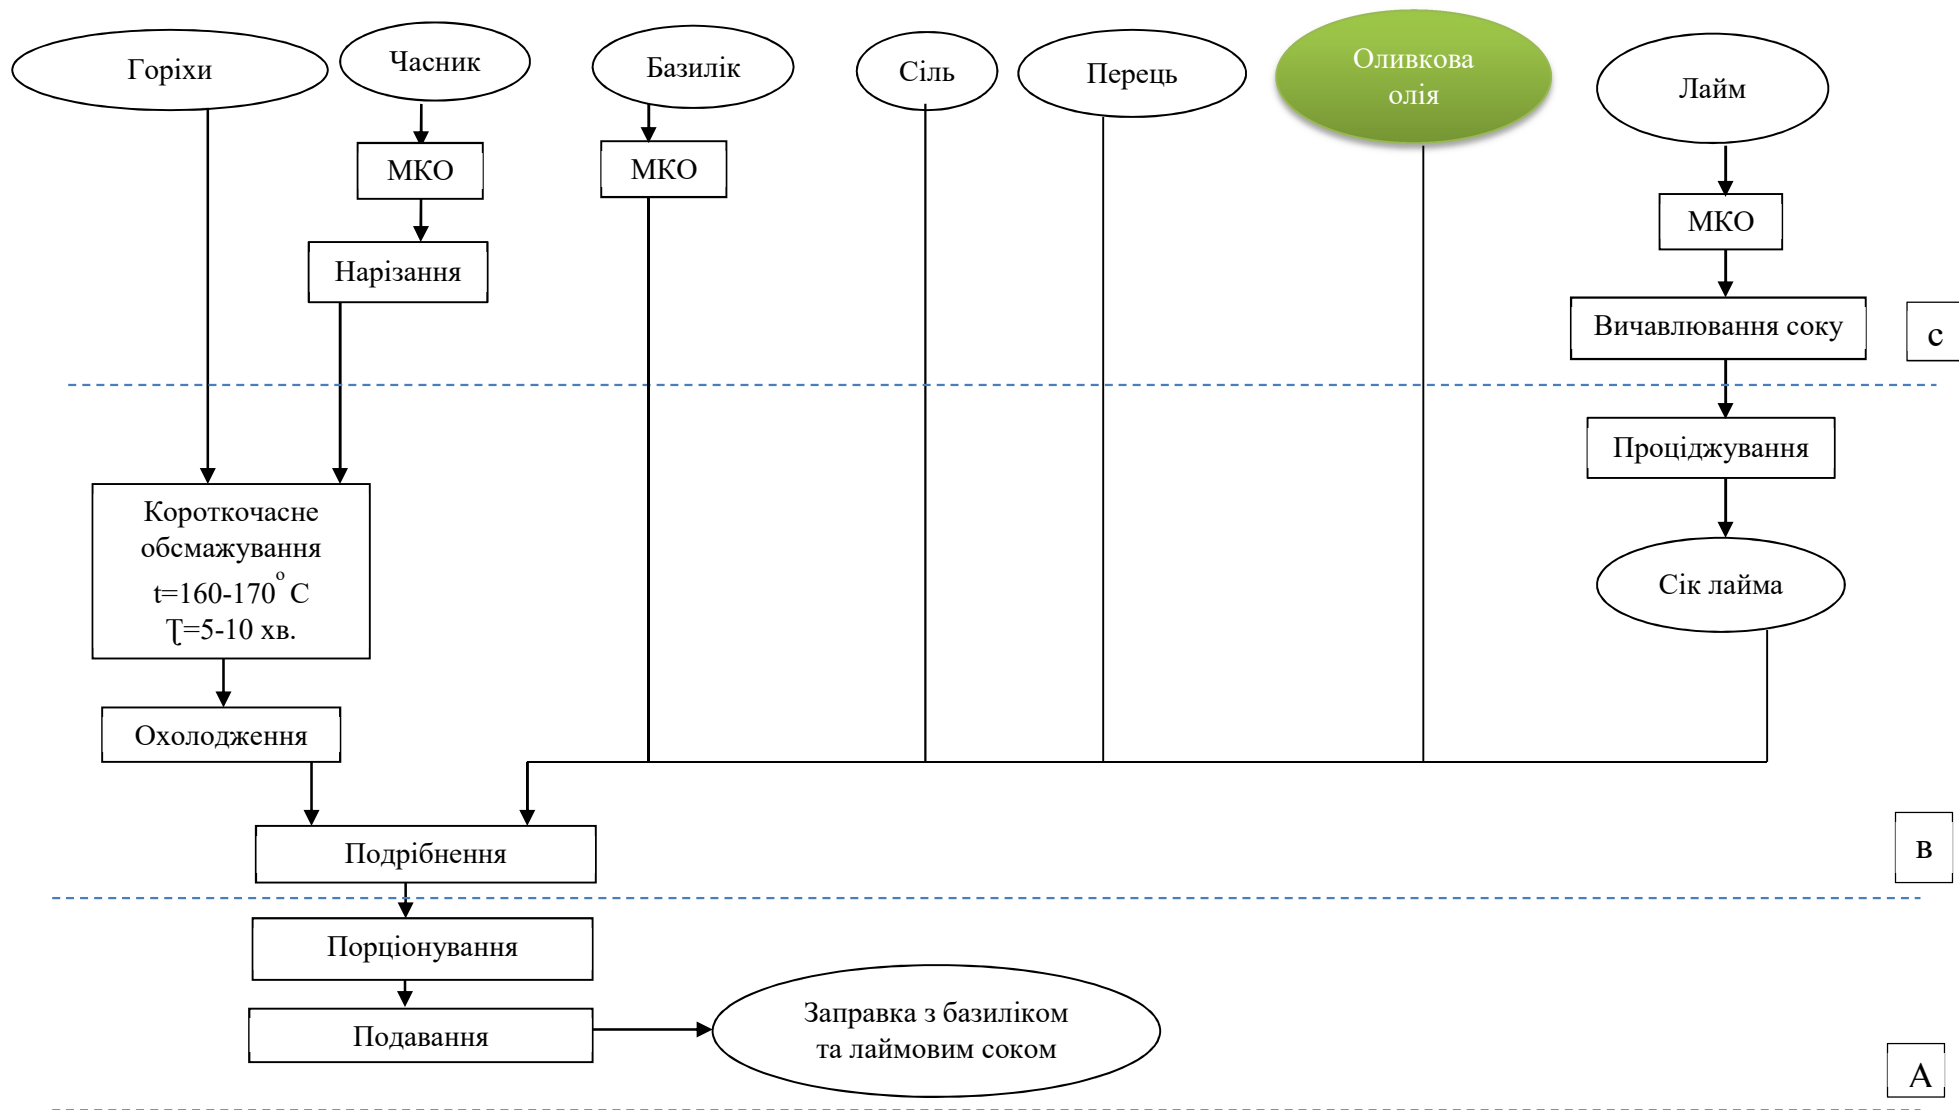 Горіхи
Часник
Базилік
Сіль
Перець
Оливкова
олія
Лайм
МКО
МКО
МКО
Нарізання
Вичавлювання соку
с
Проціджування
Короткочасне
обсмажування
t=160-170° С
Ʈ=5-10 хв.
Сік лайма
Охолодження
Подрібнення
в
Порціонування
Подавання
Заправка з базиліком
та лаймовим соком
А